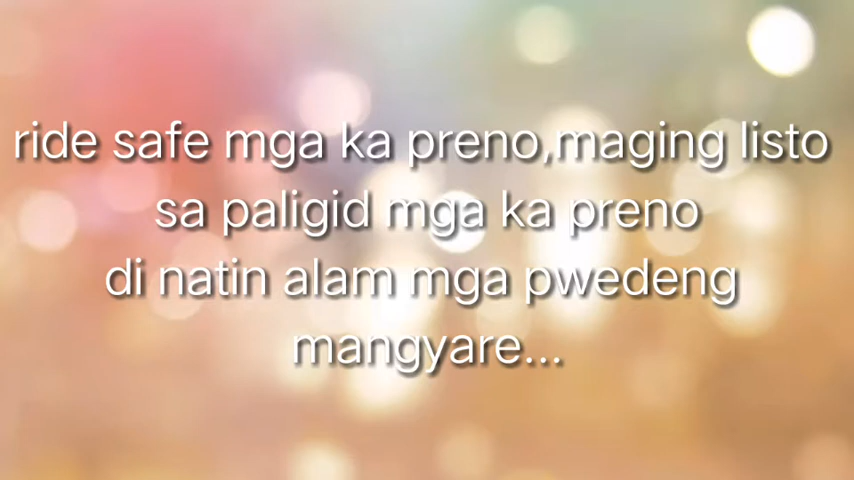 ride safe mga ka preno,maging listo
sa paligid mga ka preno
di natin alam mga pwedeng
mangyare...